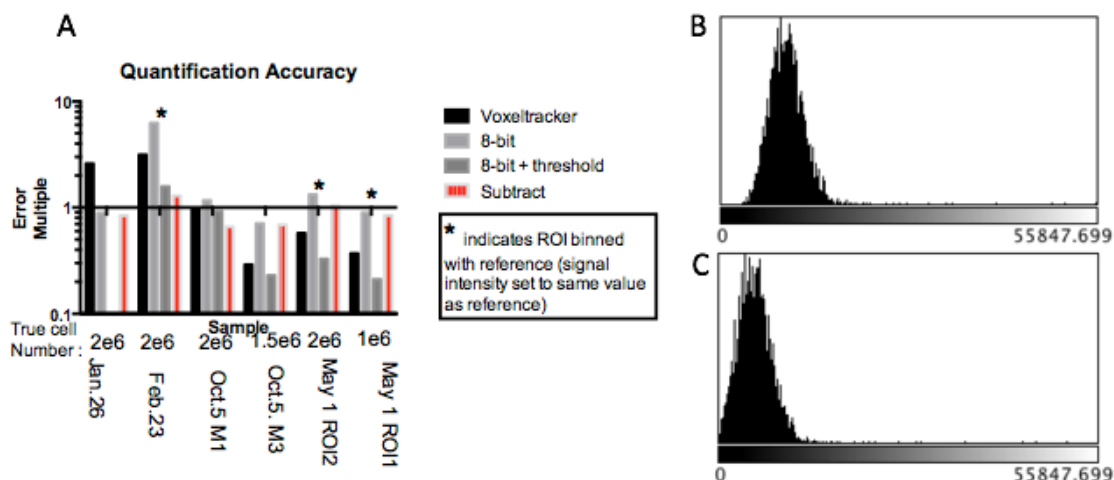 A
Quantification Accuracy
10
1
0.1
Error
Multiple
*
*
*
Sample
True cell
Number :
2e6
2e6
2e6
1.5e6
2e6
1e6
Jan.26
Feb.23
Oct.5 M1
Oct.5. M3
May 1 ROI2
May 1 ROI1
Voxeltracker
8-bit
8-bit + threshold
Subtract
* indicates ROI binned
with reference (signal
intensity set to same value
as reference)
B
0
55847.699
C
0
55847.699